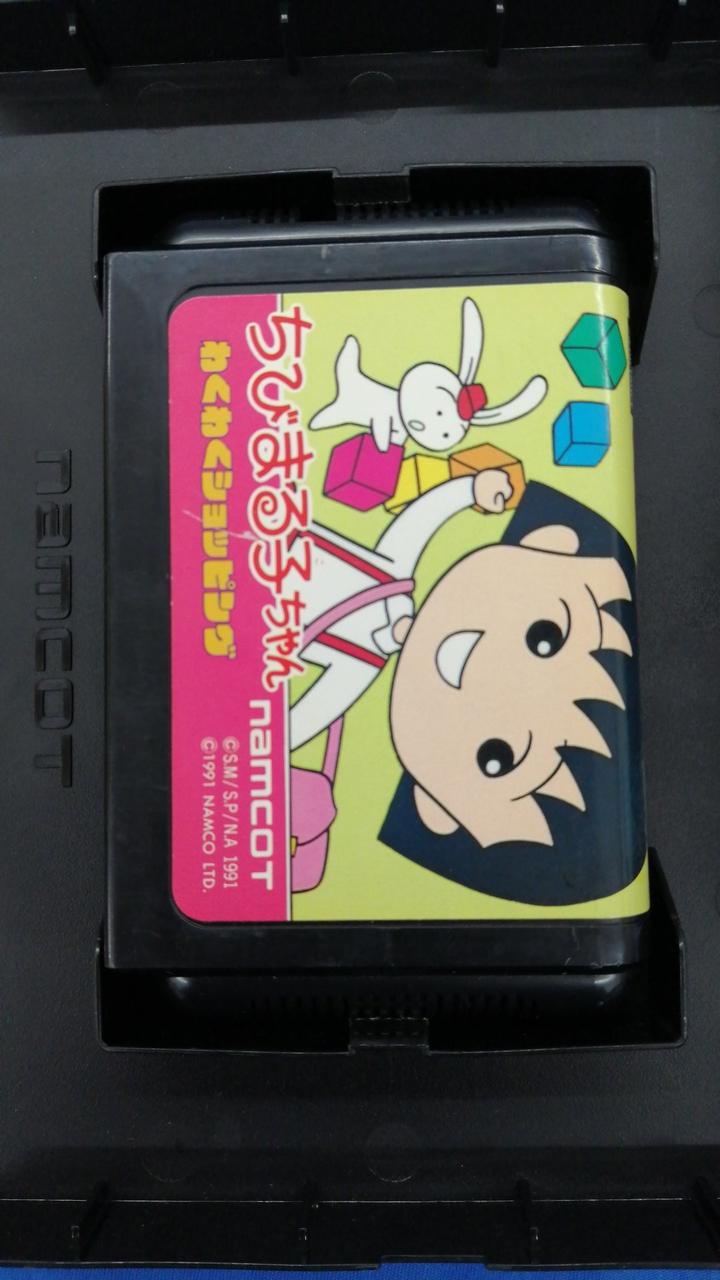 ちびまる子ちゃん
わくわくショッピング
namcot
©S.M/S.P/N.A 1991
©1991 NAMCO LTD.
namcot